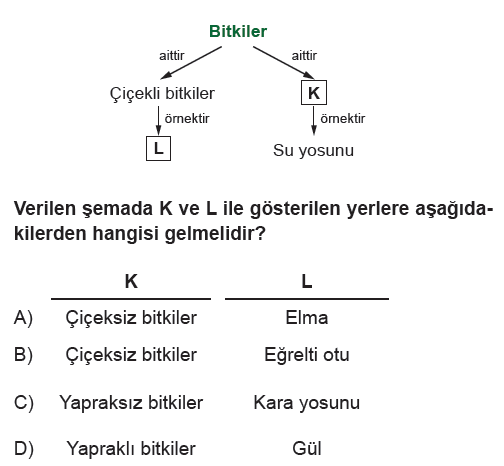 Bitkiler
aittir aittir
Çiçekli bitkiler K
örnektir örnektir
L Su yosunu
Verilen şemada K ve L ile gösterilen yerlere aşağıda-
kilerden hangisi gelmelidir?
K L
A) Çiçeksiz bitkiler Elma
B) Çiçeksiz bitkiler Eğrelti otu
C) Yapraksız bitkiler Kara yosunu
D) Yapraklı bitkiler Gül